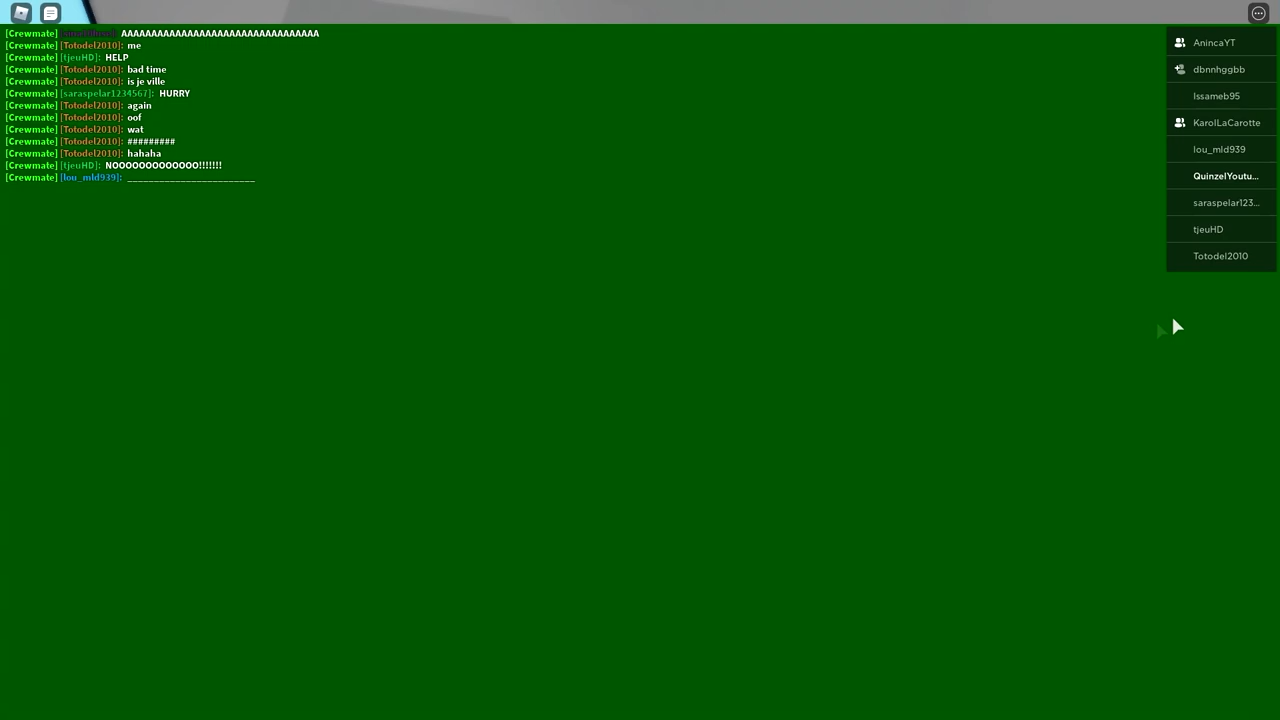 [Crewmate] AAAAAAAAAAAAAAAAAAAAAAAAAAAAAAAAA
[Crewmate] [Totodel2010]: me
[Crewmate] [tjeuHD]: HELP
[Crewmate] [Totodel2010]: bad time
[Crewmate] [Totodel2010]: is je ville
[Crewmate] [saraspelar1234567]: HURRY
[Crewmate] [Totodel2010]: again
[Crewmate] [Totodel2010]: oof
[Crewmate] [Totodel2010]: wat
[Crewmate] [Totodel2010]: #########
[Crewmate] [Totodel2010]: hahaha
[Crewmate] [tjeuHD]: NOOOOOOOOOOOOO!!!!!!!
[Crewmate] [lou_mld939]: ________________________
AnincaYT
dbnnhggbb
Issameb95
KarolLaCarotte
lou_mld939
QuinzelYoutu...
saraspelar123...
tjeuHD
Totodel2010